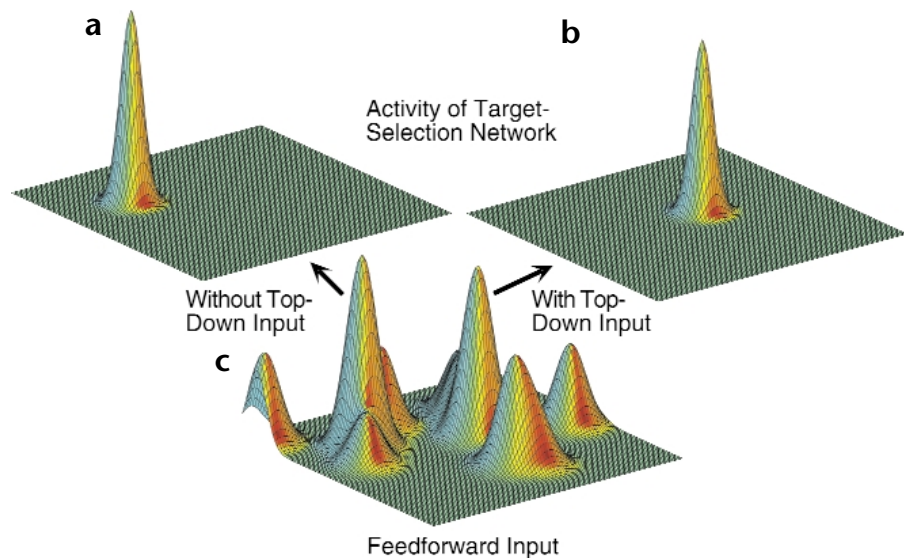 a
b
Activity of Target-
Selection Network
Without Top-
Down Input
With Top-
Down Input
c
Feedforward Input